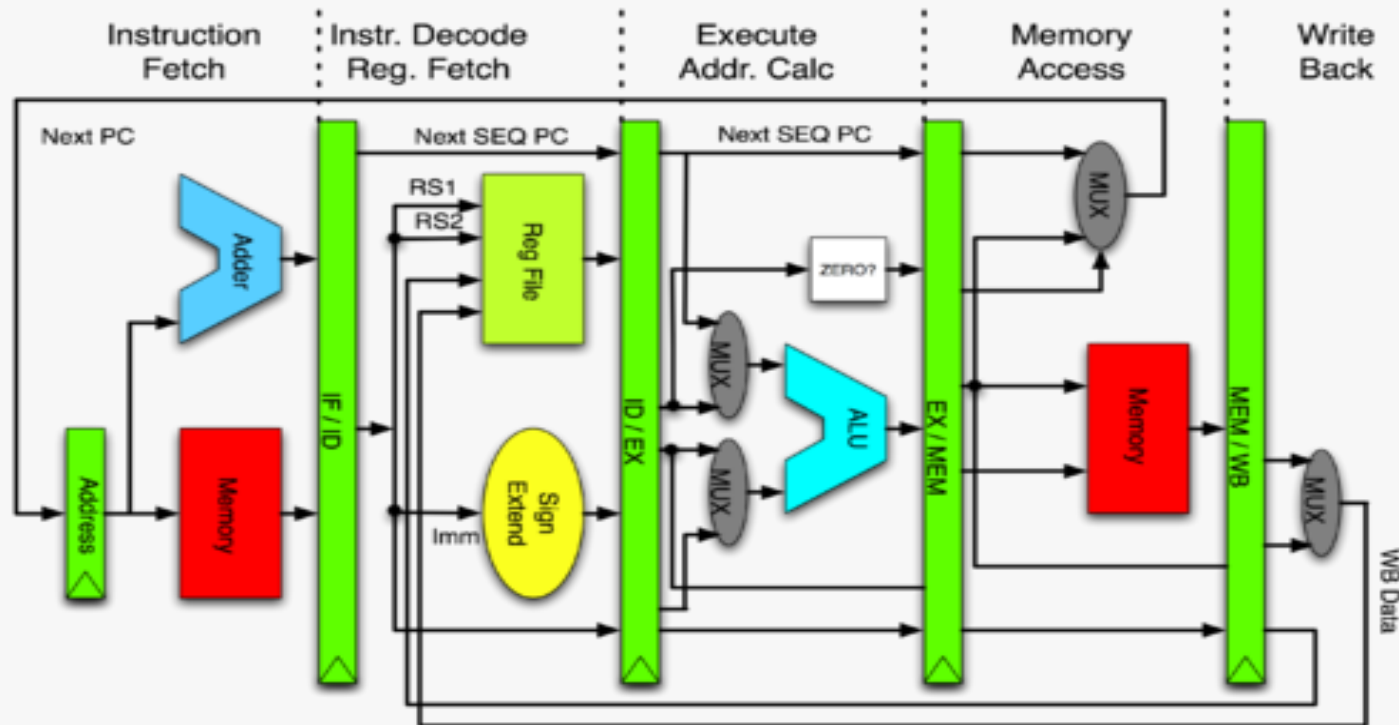 Instruction
Fetch
Instr. Decode
Reg. Fetch
Execute
Addr. Calc
Memory
Access
Write
Back
Next PC
Next SEQ PC
Next SEQ PC
RS1
RS2
Adder
Reg File
ZERO?
MUX
MUX
MUX
ALU
IF / ID
ID / EX
EX / MEM
MEM / WB
Address
Memory
Sign
Extend
Imm
Memory
MUX
WB Data